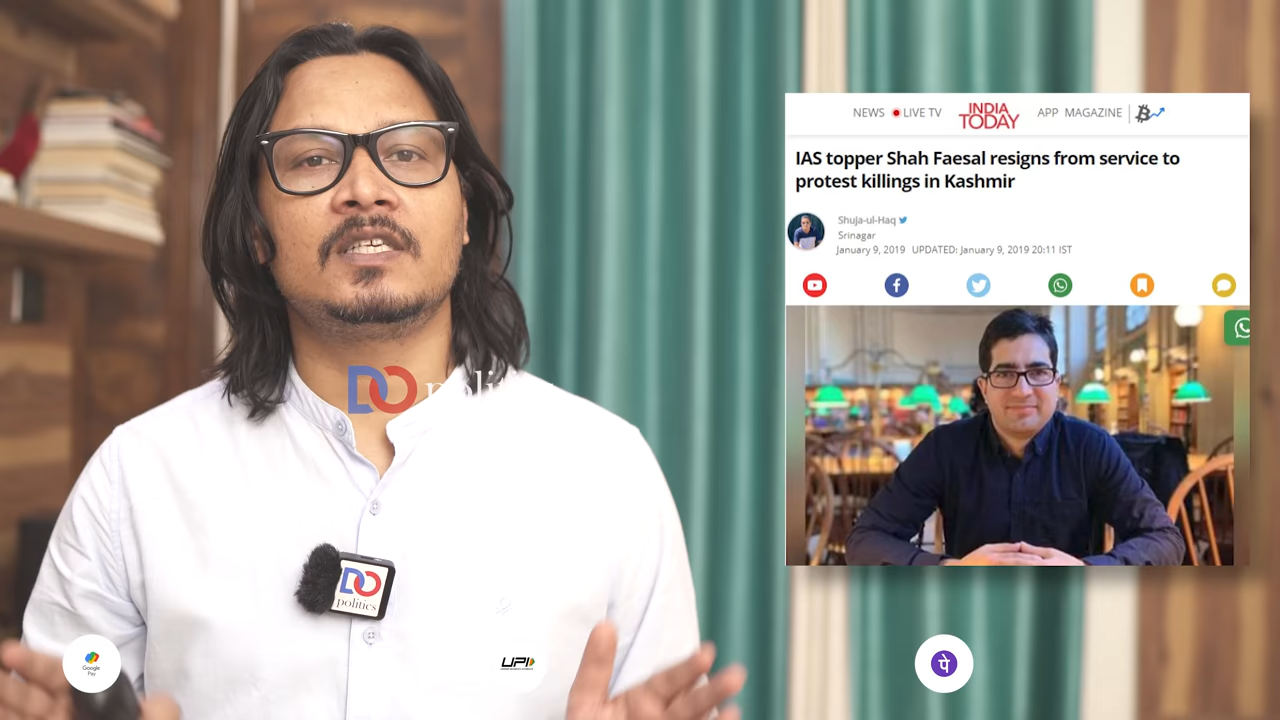 NEWS LIVE TV INDIA TODAY APP MAGAZINE
IAS topper Shah Faesal resigns from service to
protest killings in Kashmir
Shuja-ul-Haq
Srinagar
January 9, 2019 UPDATED: January 9, 2019 20:11 IST
DO
DO
politics
Google
Pay
UPI
पे